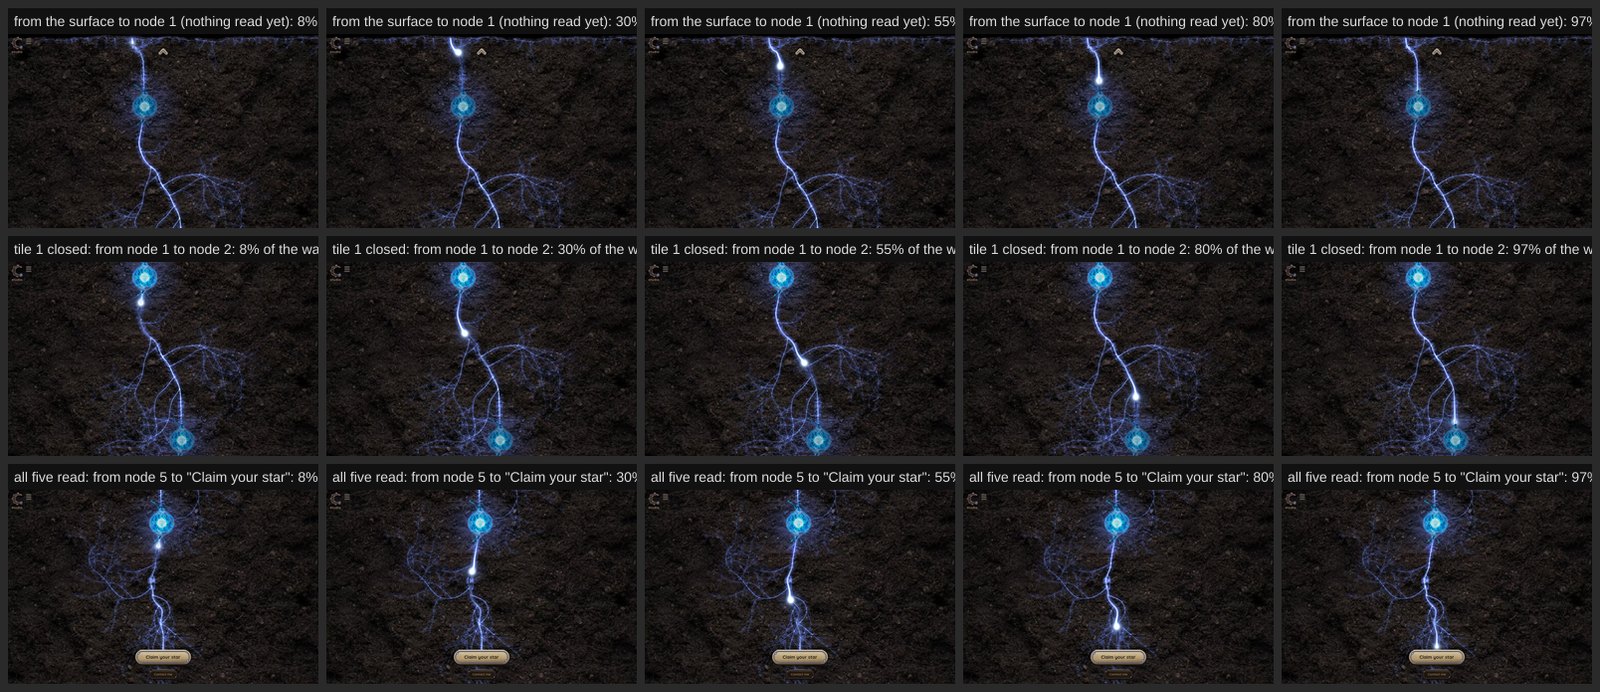 from the surface to node 1 (nothing read yet): 8%
from the surface to node 1 (nothing read yet): 30%
from the surface to node 1 (nothing read yet): 55%
from the surface to node 1 (nothing read yet): 80%
from the surface to node 1 (nothing read yet): 97%
tile 1 closed: from node 1 to node 2: 8% of the wa
tile 1 closed: from node 1 to node 2: 30% of the w
tile 1 closed: from node 1 to node 2: 55% of the w
tile 1 closed: from node 1 to node 2: 80% of the w
tile 1 closed: from node 1 to node 2: 97% of the w
all five read: from node 5 to "Claim your star": 8%
all five read: from node 5 to "Claim your star": 30%
all five read: from node 5 to "Claim your star": 55%
all five read: from node 5 to "Claim your star": 80%
all five read: from node 5 to "Claim your star": 97%
Claim your star
Claim your star
Claim your star
Claim your star
Claim your star